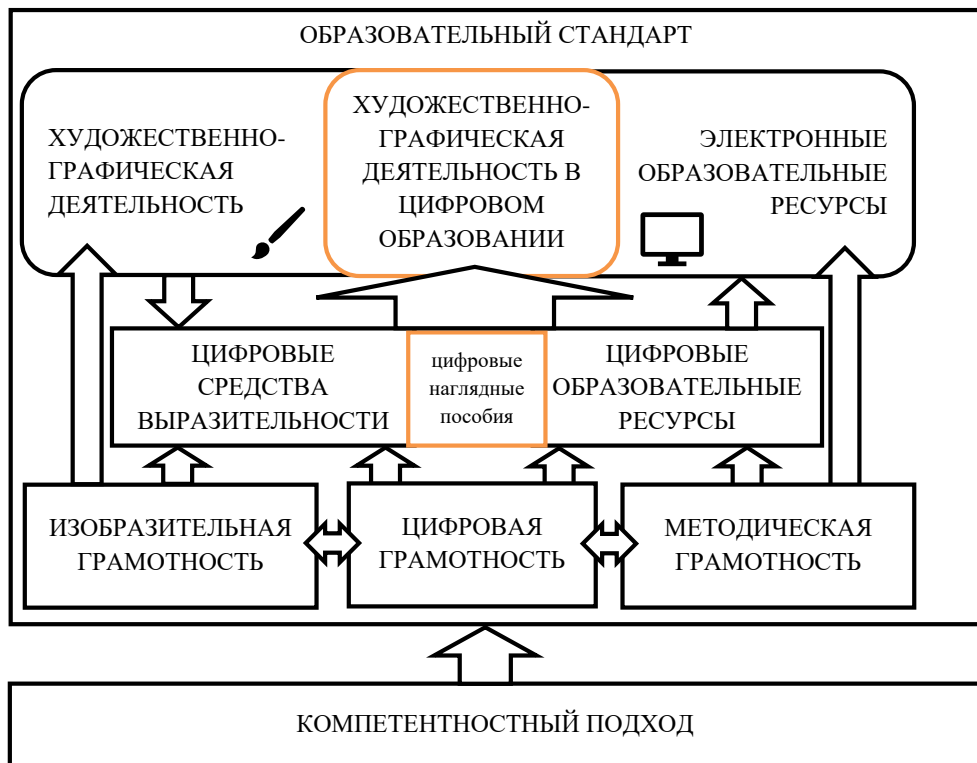 ОБРАЗОВАТЕЛЬНЫЙ СТАНДАРТ
ХУДОЖЕСТВЕННО-
ГРАФИЧЕСКАЯ
ДЕЯТЕЛЬНОСТЬ
ХУДОЖЕСТВЕННО-
ГРАФИЧЕСКАЯ
ДЕЯТЕЛЬНОСТЬ В
ЦИФРОВОМ
ОБРАЗОВАНИИ
ЭЛЕКТРОННЫЕ
ОБРАЗОВАТЕЛЬНЫЕ
РЕСУРСЫ
ЦИФРОВЫЕ
СРЕДСТВА
ВЫРАЗИТЕЛЬНОСТИ
цифровые
наглядные
пособия
ЦИФРОВЫЕ
ОБРАЗОВАТЕЛЬНЫЕ
РЕСУРСЫ
ИЗОБРАЗИТЕЛЬНАЯ
ГРАМОТНОСТЬ
ЦИФРОВАЯ
ГРАМОТНОСТЬ
МЕТОДИЧЕСКАЯ
ГРАМОТНОСТЬ
КОМПЕТЕНТНОСТНЫЙ ПОДХОД